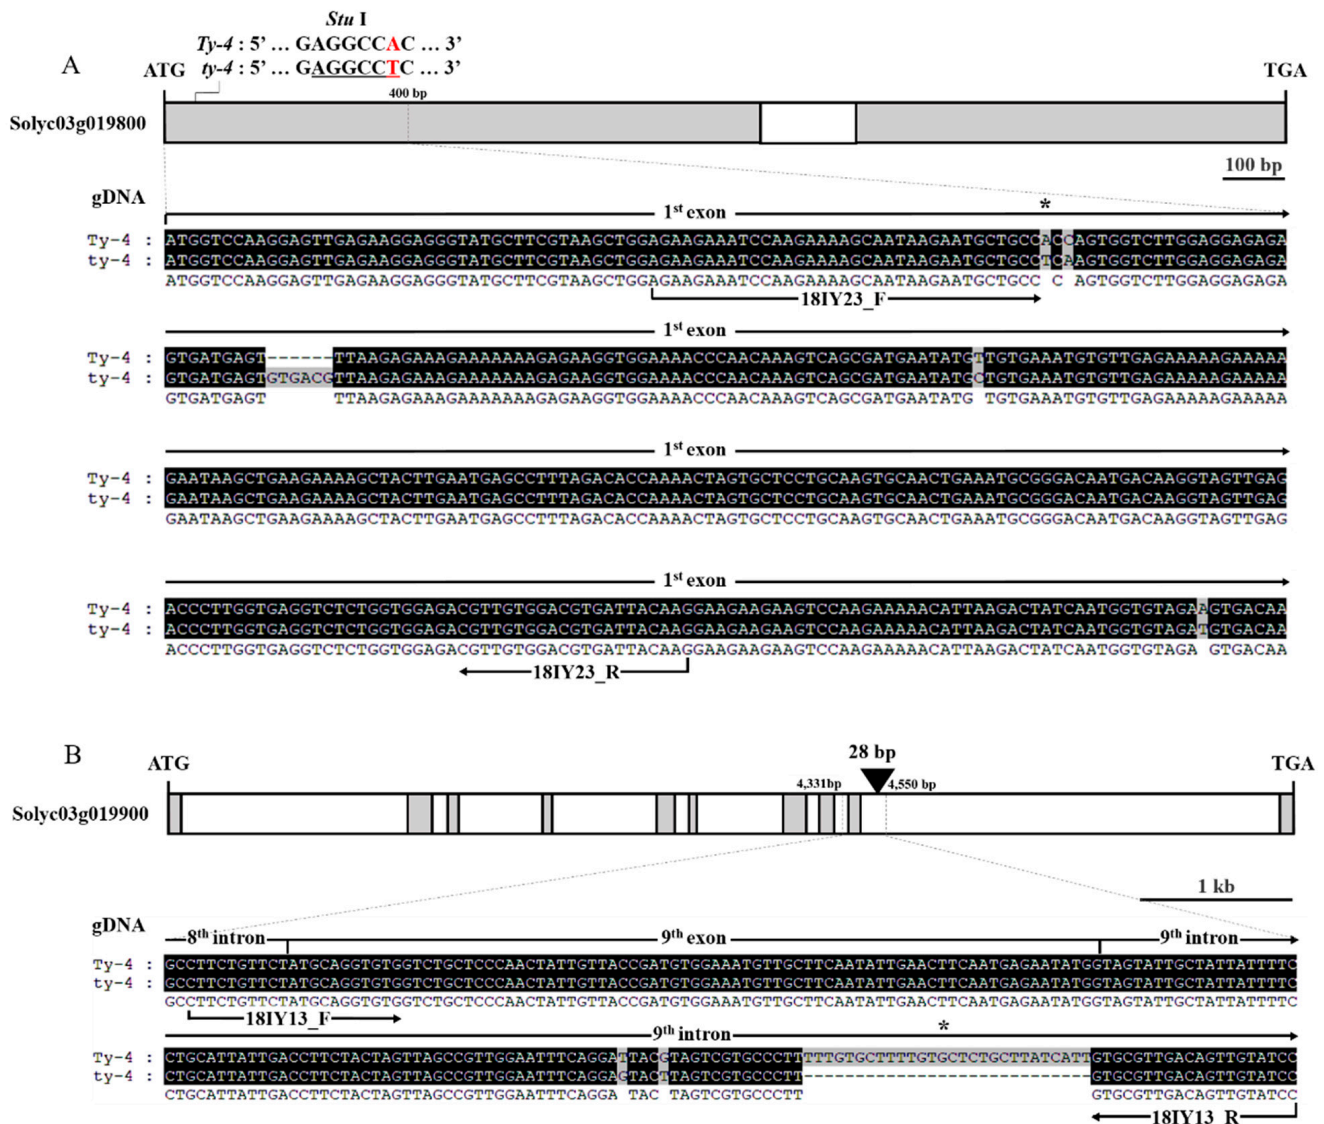 Stu I
Ty-4 : 5’ … GAGGCCAC … 3’
A
ATG
ty-4 : 5’ … GAGGCCTC … 3’
TGA
400 bp
Solyc03g019800
100 bp
gDNA
1st exon
*
Ty-4 : ATGGTCCAAGGAGTTGAGAAGGAGGGTATGCTTCGTAAGCTGGAGAAGAAATCCAAGAAAAGCAATAAGAATGCTGCCACCAGTGGTCTTGGAGGAGAGA
ty-4 : ATGGTCCAAGGAGTTGAGAAGGAGGGTATGCTTCGTAAGCTGGAGAAGAAATCCAAGAAAAGCAATAAGAATGCTGCCTCAAGTGGTCTTGGAGGAGAGA
ATGGTCCAAGGAGTTGAGAAGGAGGGTATGCTTCGTAAGCTGGAGAAGAAATCCAAGAAAAGCAATAAGAATGCTGCC C AGTGGTCTTGGAGGAGAGA
18IY23_F
1st exon
Ty-4 : GTGATGAGT------TTAAGAGAAAGAAAAAAAGAGAAGGTGGAAAACCCAACAAAGTCAGCGATGAATATGTTGTGAAATGTGTTGAGAAAAAGAAAAA
ty-4 : GTGATGAGTGTGACGTTAAGAGAAAGAAAAAAAGAGAAGGTGGAAAACCCAACAAAGTCAGCGATGAATATGCTGTGAAATGTGTTGAGAAAAAGAAAAA
GTGATGAGT TTAAGAGAAAGAAAAAAAGAGAAGGTGGAAAACCCAACAAAGTCAGCGATGAATATG TGTGAAATGTGTTGAGAAAAAGAAAAA
1st exon
Ty-4 : GAATAAGCTGAAGAAAAGCTACTTGAATGAGCCTTTAGACACCAAAACTAGTGCTCCTGCAAGTGCAACTGAAATGCGGGACAATGACAAGGTAGTTGAG
ty-4 : GAATAAGCTGAAGAAAAGCTACTTGAATGAGCCTTTAGACACCAAAACTAGTGCTCCTGCAAGTGCAACTGAAATGCGGGACAATGACAAGGTAGTTGAG
GAATAAGCTGAAGAAAAGCTACTTGAATGAGCCTTTAGACACCAAAACTAGTGCTCCTGCAAGTGCAACTGAAATGCGGGACAATGACAAGGTAGTTGAG
1st exon
Ty-4 : ACCCTTGGTGAGGTCTCTGGTGGAGACGTTGTGGACGTGATTACAAGGAAGAAGAAGTCCAAGAAAAACATTAAGACTATCAATGGTGTAGAAGTGACAA
ty-4 : ACCCTTGGTGAGGTCTCTGGTGGAGACGTTGTGGACGTGATTACAAGGAAGAAGAAGTCCAAGAAAAACATTAAGACTATCAATGGTGTAGATGTGACAA
ACCCTTGGTGAGGTCTCTGGTGGAGACGTTGTGGACGTGATTACAAGGAAGAAGAAGTCCAAGAAAAACATTAAGACTATCAATGGTGTAGA GTGACAA
18IY23_R
B
ATG
28 bp
TGA
4,331bp
4,550 bp
Solyc03g019900
1 kb
gDNA
8th intron
9th exon
9th intron
Ty-4 : GCCTTCTGTTCTATGCAGGTGTGGTCTGCTCCCAACTATTGTTACCGATGTGGAAATGTTGCTTCAATATTGAACTTCAATGAGAATATGGTAGTATTGCTATTATTTTC
ty-4 : GCCTTCTGTTCTATGCAGGTGTGGTCTGCTCCCAACTATTGTTACCGATGTGGAAATGTTGCTTCAATATTGAACTTCAATGAGAATATGGTAGTATTGCTATTATTTTC
GCCTTCTGTTCTATGCAGGTGTGGTCTGCTCCCAACTATTGTTACCGATGTGGAAATGTTGCTTCAATATTGAACTTCAATGAGAATATGGTAGTATTGCTATTATTTTC
18IY13_F
9th intron
*
Ty-4 : CTGCATTATTGACCTTCTACTAGTTAGCCGTTGGAATTTCAGGATTACGTAGTCGTGCCCTTTTTGTGCTTTTGTGCTCTGCTTATCATTGTGCGTTGACAGTTGTATCC
ty-4 : CTGCATTATTGACCTTCTACTAGTTAGCCGTTGGAATTTCAGGAGTACTTAGTCGTGCCCTT----------------------------GTGCGTTGACAGTTGTATCC
CTGCATTATTGACCTTCTACTAGTTAGCCGTTGGAATTTCAGGA TAC TAGTCGTGCCCTT GTGCGTTGACAGTTGTATCC
18IY13_R